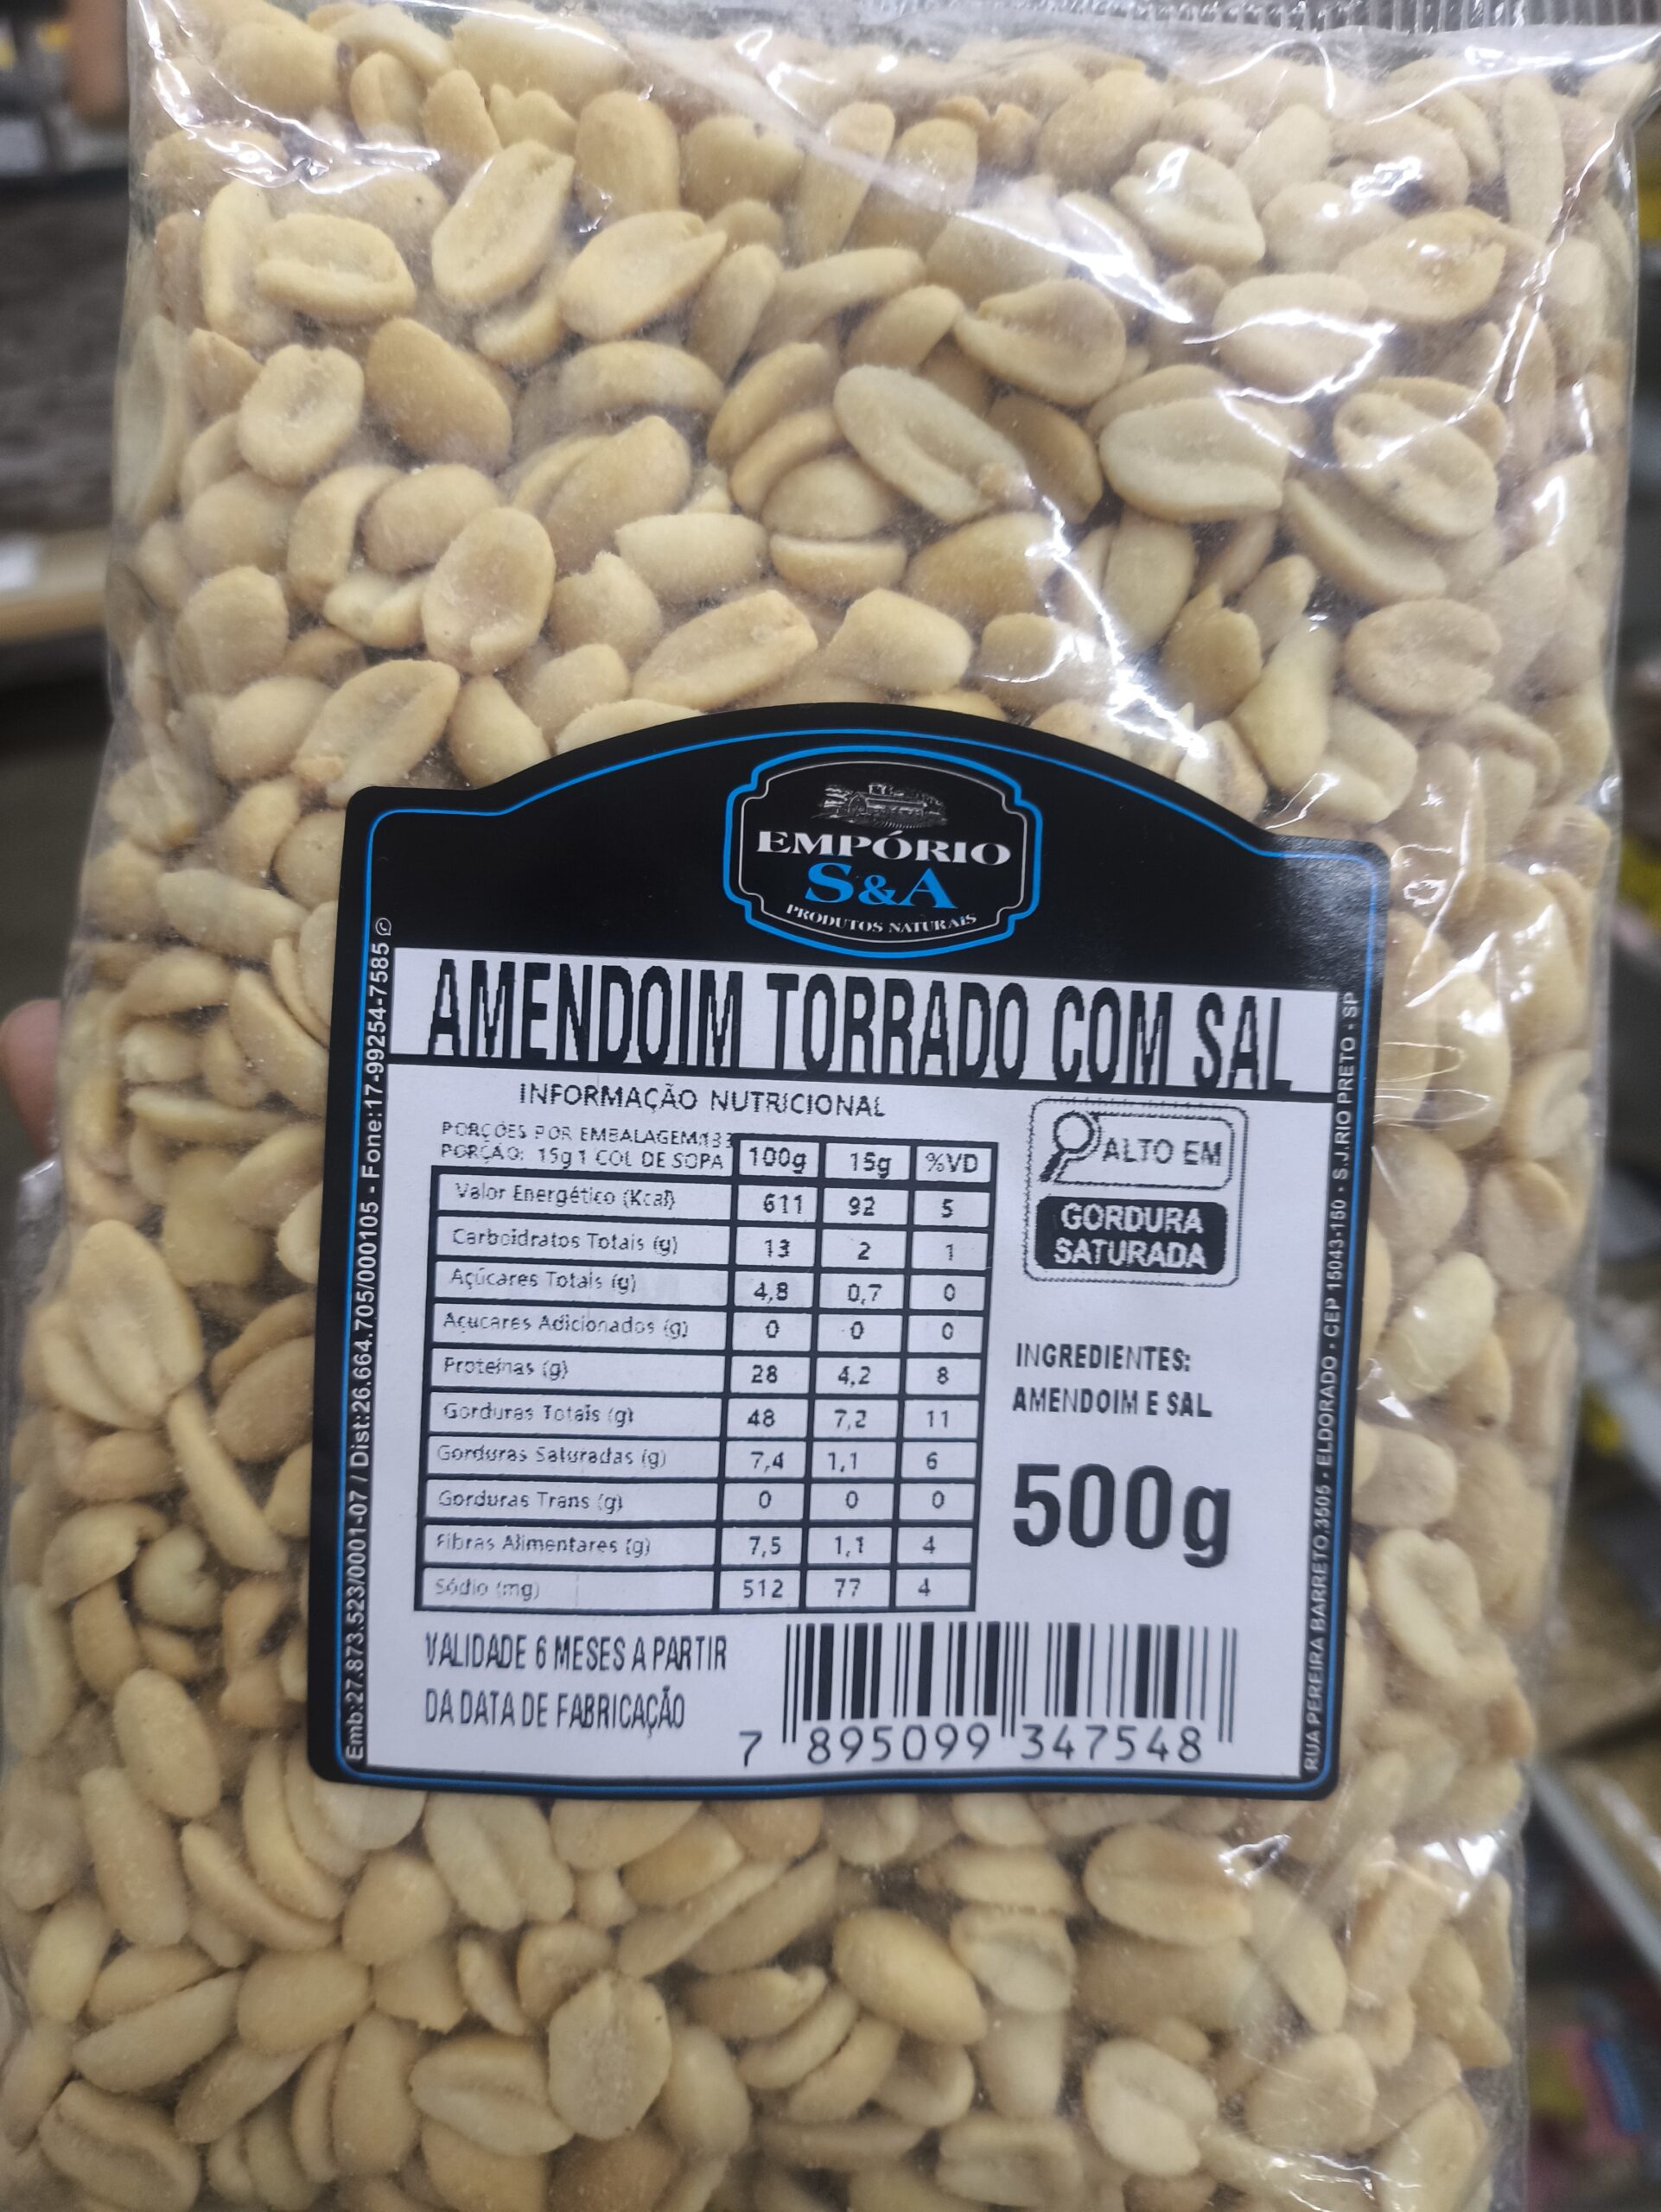 EMPÓRIO
S&A
PRODUTOS NATURAIS
AMENDOIM TORRADO COM SAL
INFORMAÇÃO NUTRICIONAL
PORÇÕES POR EMBALAGEM:33
PORÇÃO: 15g 1 COL DE SOPA 100g 15g %VD
Valor Energético (Kcal) 611 92 5
Carboidratos Totais (g) 13 2 1
Açúcares Totais (g) 4,8 0,7 0
Açucares Adicionados (g) 0 0 0
Proteínas (g) 28 4,2 8
Gorduras Totais (g) 48 7,2 11
Gorduras Saturadas (g) 7,4 1,1 6
Gorduras Trans (g) 0 0 0
Fibras Alimentares (g) 7,5 1,1 4
Sódio (mg) 512 77 4
ALTO EM
GORDURA
SATURADA
INGREDIENTES:
AMENDOIM E SAL
500g
VALIDADE 6 MESES A PARTIR
DA DATA DE FABRICAÇÃO
7 895099 347548
Emb:27.873.523/0001-07 / Dist:26.664.705/000105 - Fone:17-99254-7585
RUA PEREIRA BARRETO,3505 - ELDORADO - CEP 15043-160 - S.J.RIO PRETO - SP